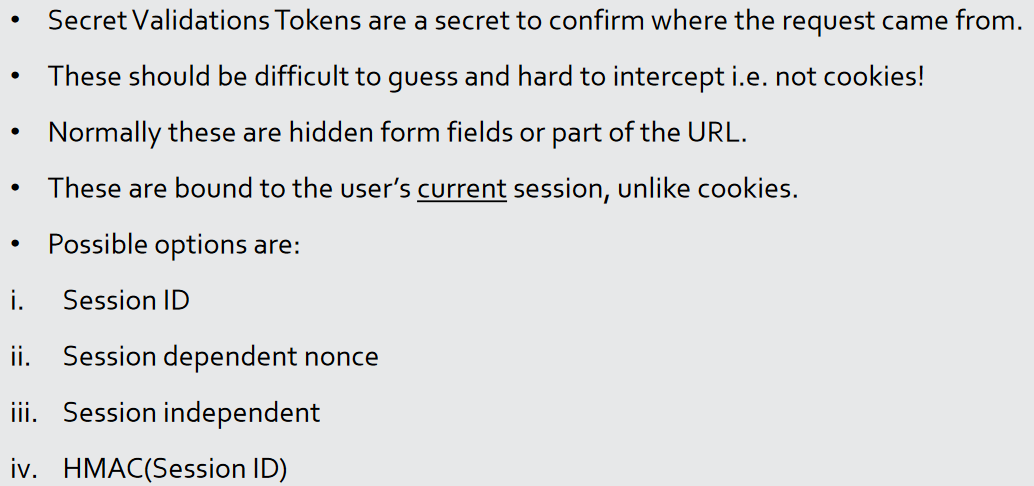 • Secret Validations Tokens are a secret to confirm where the request came from.
• These should be difficult to guess and hard to intercept i.e. not cookies!
• Normally these are hidden form fields or part of the URL.
• These are bound to the user’s current session, unlike cookies.
• Possible options are:
i. Session ID
ii. Session dependent nonce
iii. Session independent
iv. HMAC(Session ID)